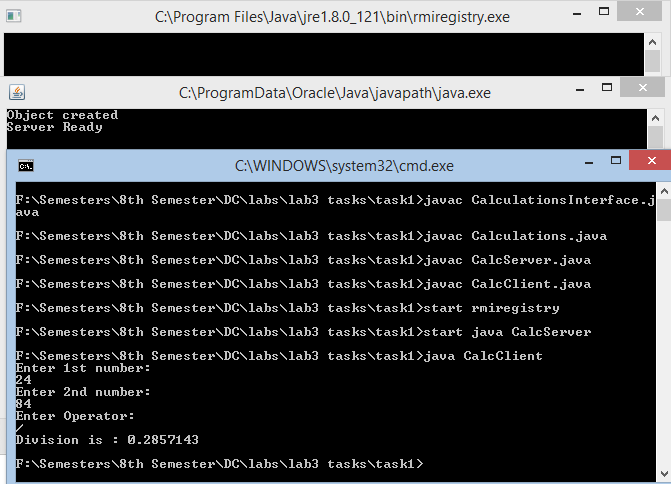 C:\Program Files\Java\jre1.8.0_121\bin\rmiregistry.exe
C:\ProgramData\Oracle\Java\javapath\java.exe
Object created
Server Ready
C:\WINDOWS\system32\cmd.exe
F:\Semesters\8th Semester\DC\labs\lab3 tasks\task1>javac CalculationsInterface.j
ava
F:\Semesters\8th Semester\DC\labs\lab3 tasks\task1>javac Calculations.java
F:\Semesters\8th Semester\DC\labs\lab3 tasks\task1>javac CalcServer.java
F:\Semesters\8th Semester\DC\labs\lab3 tasks\task1>javac CalcClient.java
F:\Semesters\8th Semester\DC\labs\lab3 tasks\task1>start rmiregistry
F:\Semesters\8th Semester\DC\labs\lab3 tasks\task1>start java CalcServer
F:\Semesters\8th Semester\DC\labs\lab3 tasks\task1>java CalcClient
Enter 1st number:
24
Enter 2nd number:
84
Enter Operator:
/
Division is : 0.2857143
F:\Semesters\8th Semester\DC\labs\lab3 tasks\task1>